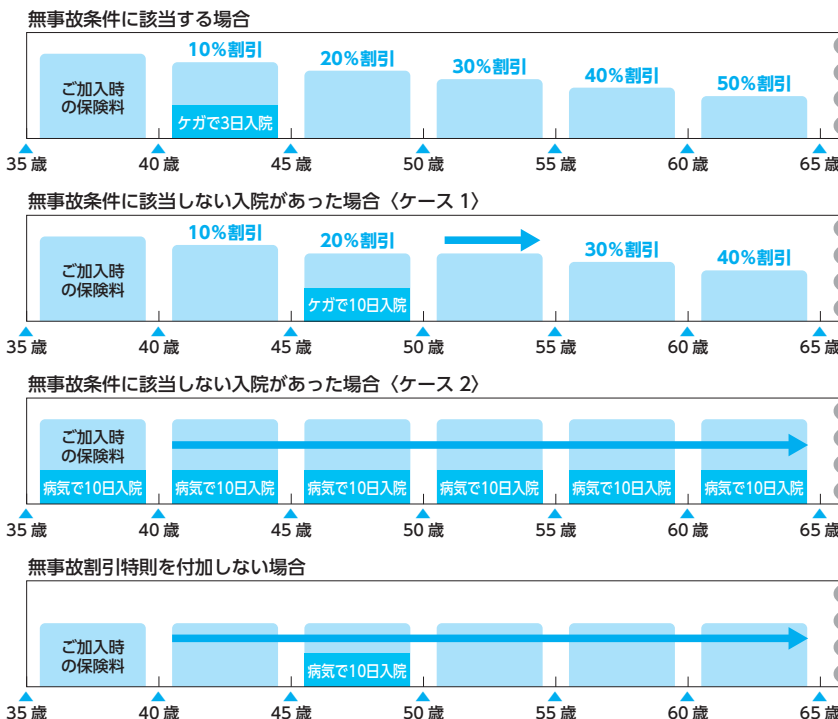 無事故条件に該当する場合
10%割引
20%割引
30%割引
40%割引
50%割引
ご加入時
の保険料
ケガで3日入院
35歳 40歳 45歳 50歳 55歳 60歳 65歳
無事故条件に該当しない入院があった場合〈ケース 1〉
10%割引
20%割引
30%割引
40%割引
ご加入時
の保険料
ケガで10日入院
35歳 40歳 45歳 50歳 55歳 60歳 65歳
無事故条件に該当しない入院があった場合〈ケース 2〉
ご加入時
の保険料
病気で10日入院 病気で10日入院 病気で10日入院 病気で10日入院 病気で10日入院 病気で10日入院
35歳 40歳 45歳 50歳 55歳 60歳 65歳
無事故割引特則を付加しない場合
ご加入時
の保険料
病気で10日入院
35歳 40歳 45歳 50歳 55歳 60歳 65歳